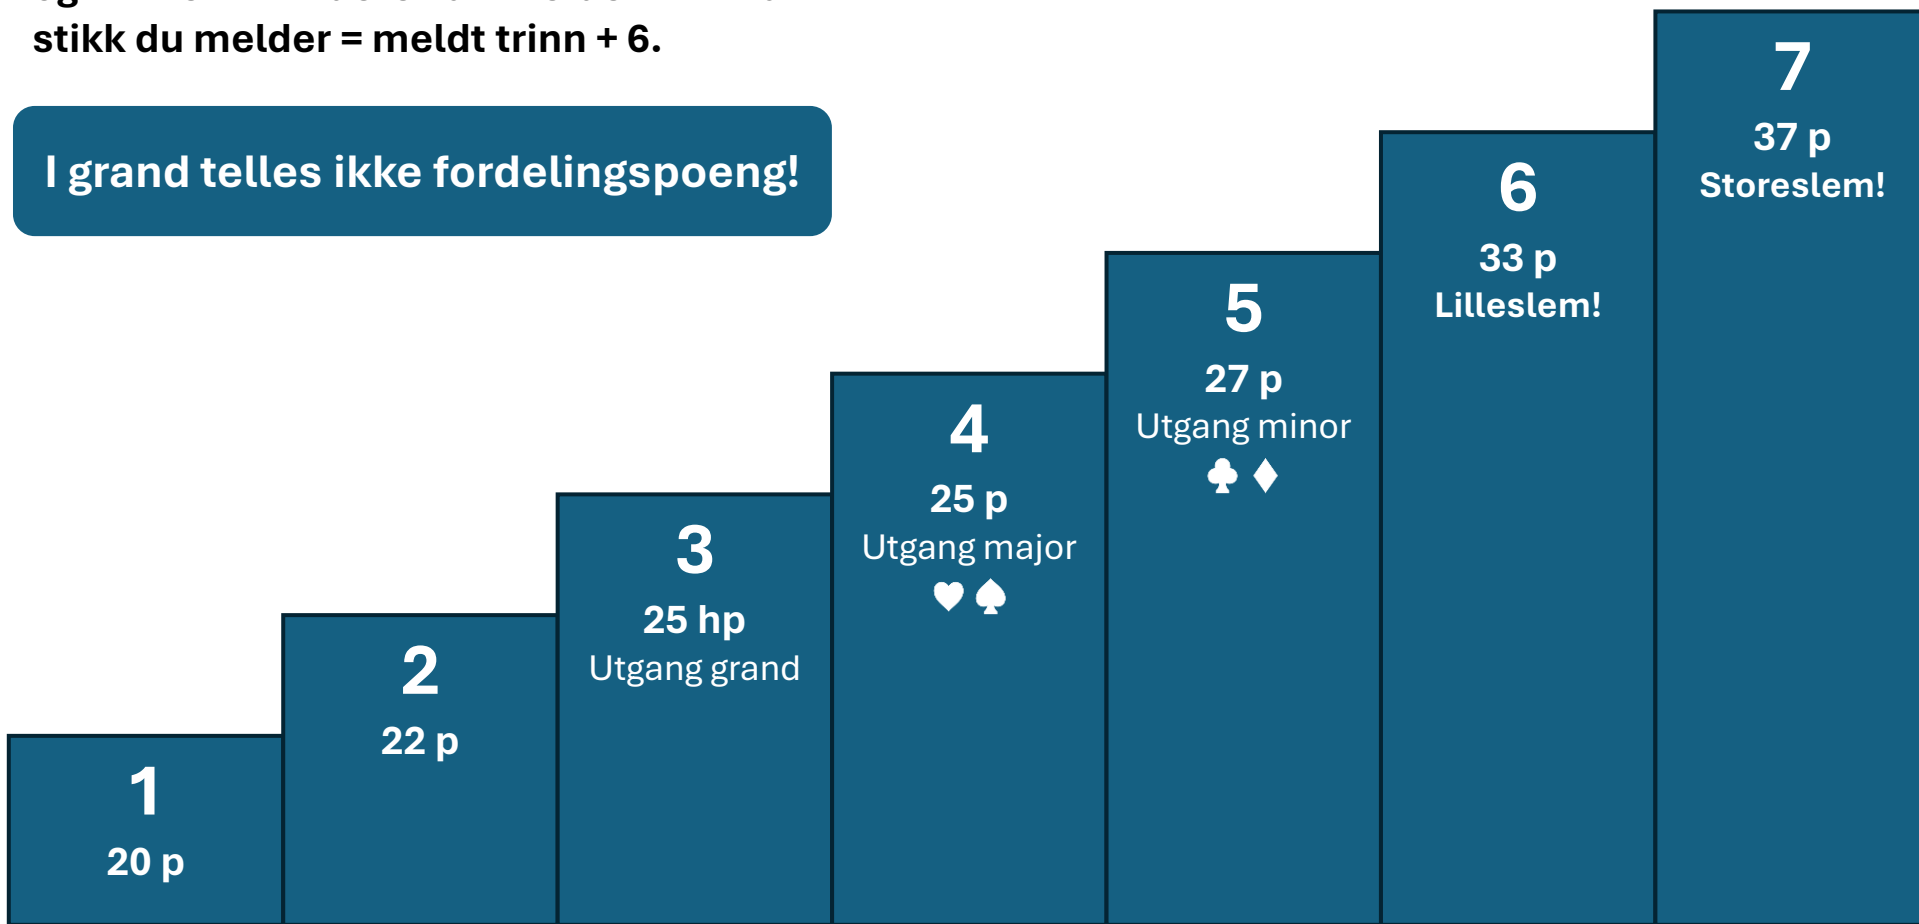 stikk du melder = meldt trinn + 6.
I grand telles ikke fordelingspoeng!
1
20 p
2
22 p
3
25 hp
Utgang grand
4
25 p
Utgang major
♥ ♠
5
27 p
Utgang minor
♣ ♦
6
33 p
Lilleslem!
7
37 p
Storeslem!